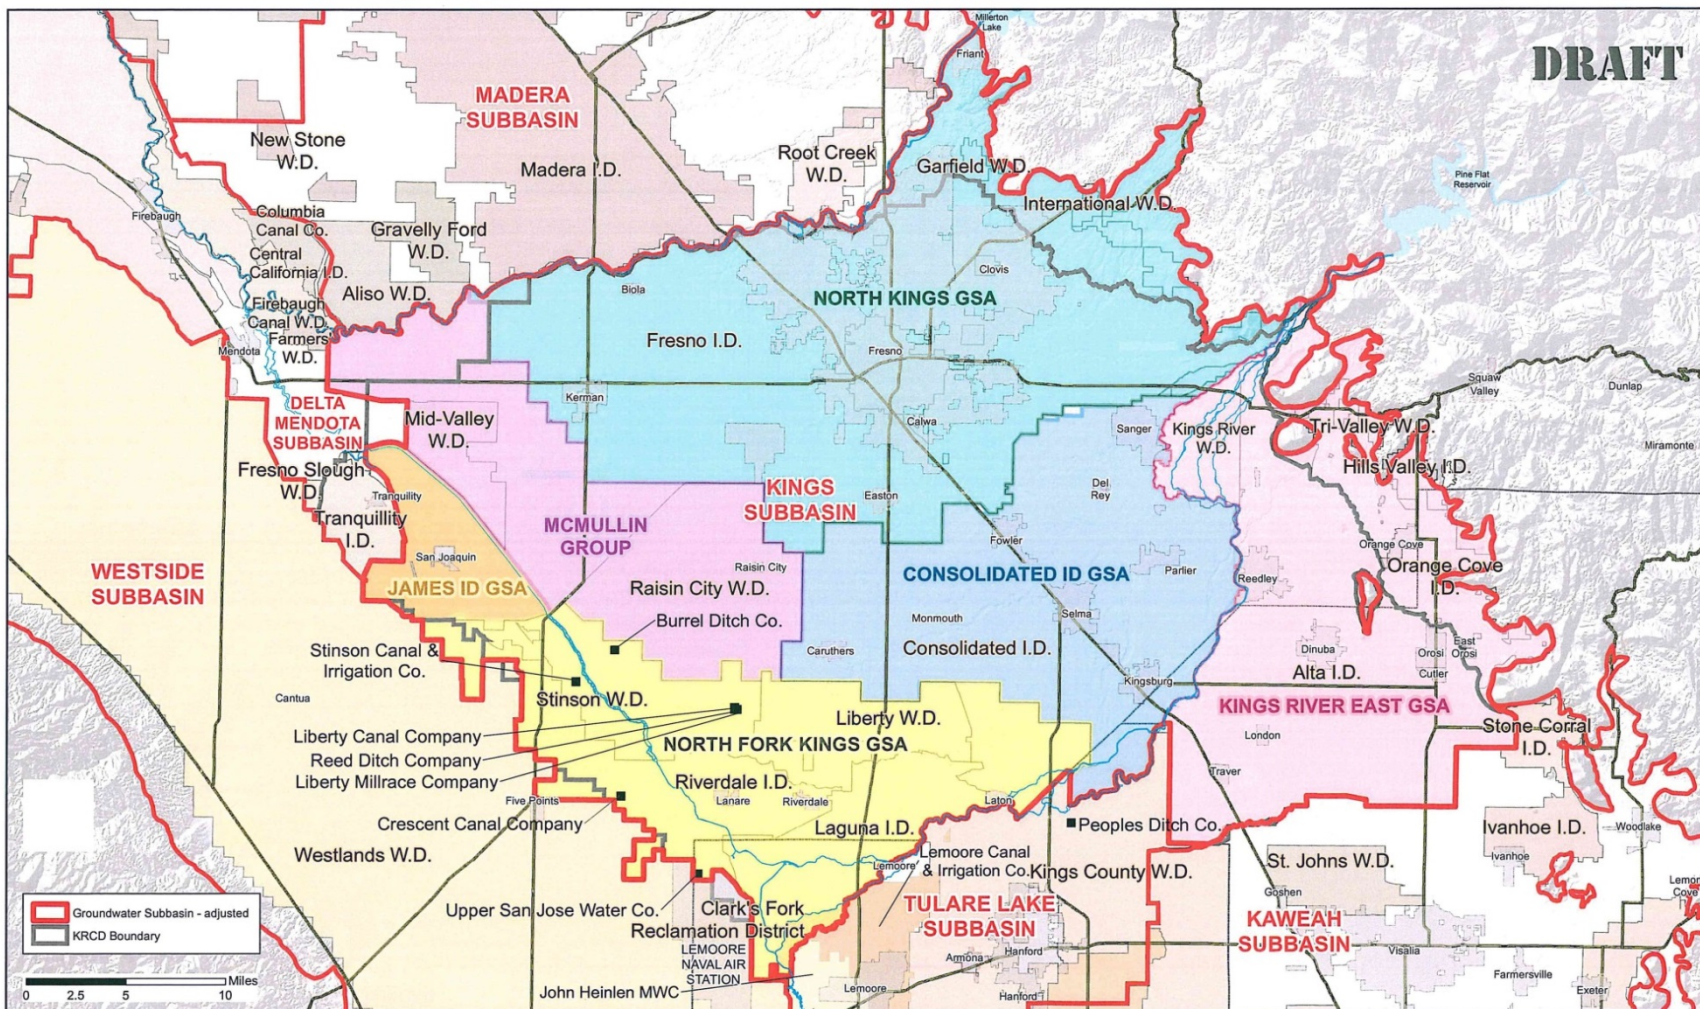 Millerton
Lake
Friant
DRAFT
MADERA
SUBBASIN
New Stone
W.D.
Madera I.D.
Root Creek
W.D.
Garfield W.D.
Pine Flat
Reservoir
International W.D.
Firebaugh
Columbia
Canal Co.
Gravelly Ford
W.D.
Central
California I.D.
Clovis
Aliso W.D.
Biola
NORTH KINGS GSA
Firebaugh
Canal W.D.
Farmers'
W.D.
Mendota
Fresno I.D.
Fresno
Squaw
Valley
Dunlap
Kerman
DELTA
MENDOTA
SUBBASIN
Mid-Valley
W.D.
Calwa
Sanger
Kings River
W.D.
Tri-Valley W.D.
Miramonte
Hills Valley I.D.
Fresno Slough
W.D.
Tranquility
KINGS
SUBBASIN
Easton
Del
Rey
Tranquillity
I.D.
MCMULLIN
GROUP
Fowler
Orange Cove
San Joaquin
Raisin City
Parlier
Reedley
Orange Cove
I.D.
WESTSIDE
SUBBASIN
JAMES ID GSA
Raisin City W.D.
CONSOLIDATED ID GSA
Burrel Ditch Co.
Monmouth
Selma
Stinson Canal &
Irrigation Co.
Caruthers
Consolidated I.D.
Dinuba
Orosi
East
Orosi
Cutler
Alta I.D.
Cantua
Stinson W.D.
Kingsburg
KINGS RIVER EAST GSA
Liberty W.D.
Stone Corral
I.D.
Liberty Canal Company
Reed Ditch Company
Liberty Millrace Company
NORTH FORK KINGS GSA
London
Traver
Riverdale I.D.
Five Points
Lanare
Riverdale
Laton
Crescent Canal Company
Laguna I.D.
Peoples Ditch Co.
Ivanhoe I.D.
Woodlake
Ivanhoe
Westlands W.D.
Lemoore
Lemoore Canal
& Irrigation Co.
Kings County W.D.
St. Johns W.D.
Goshen
Lemon
Cove
Groundwater Subbasin - adjusted
KRCD Boundary
Upper San Jose Water Co.
Clark's Fork
Reclamation District
TULARE LAKE
SUBBASIN
KAWEAH
SUBBASIN
LEMOORE
NAVAL AIR
STATION
Armona
Hanford
Visalia
Farmersville
John Heinlen MWC
Lemoore
Hanford
Exeter
Miles
0 2.5 5 10